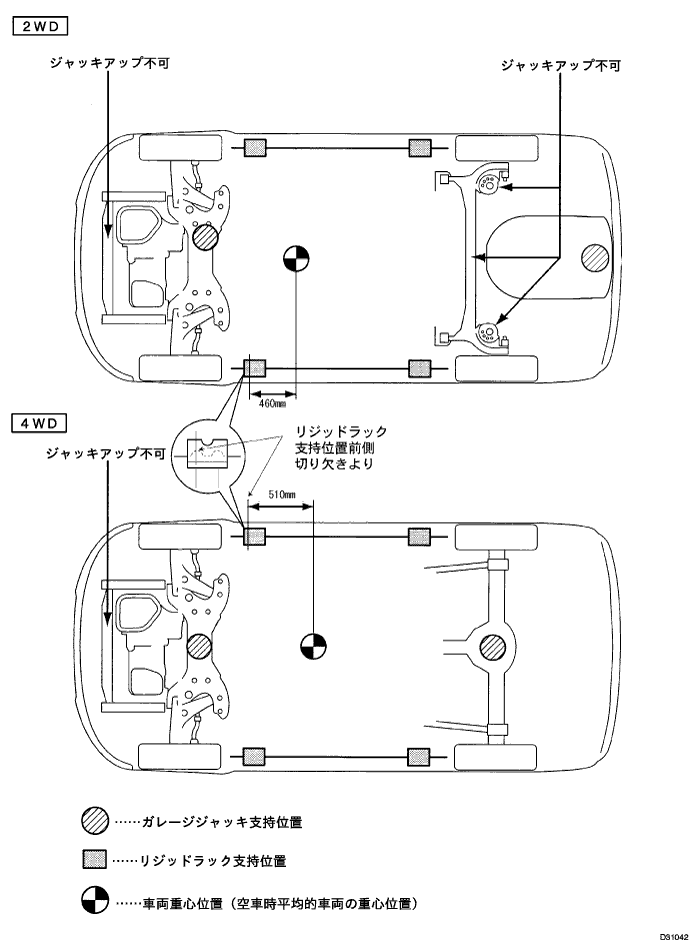 2WD
ジャッキアップ不可
ジャッキアップ不可
460mm
4WD
ジャッキアップ不可
リジッドラック
支持位置前側
切り欠きより
510mm
……ガレージジャッキ支持位置
……リジッドラック支持位置
……車両重心位置（空車時平均的車両の重心位置）
D31042